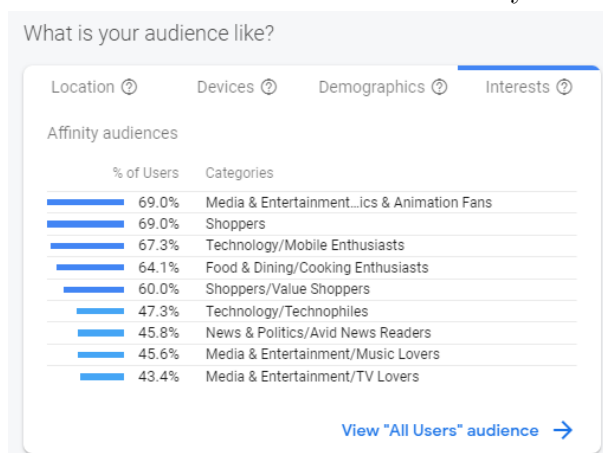 What is your audience like?
Location Devices Demographics Interests
Affinity audiences
% of Users Categories
69.0% Media & Entertainment...ics & Animation Fans
69.0% Shoppers
67.3% Technology/Mobile Enthusiasts
64.1% Food & Dining/Cooking Enthusiasts
60.0% Shoppers/Value Shoppers
47.3% Technology/Technophiles
45.8% News & Politics/Avid News Readers
45.6% Media & Entertainment/Music Lovers
43.4% Media & Entertainment/TV Lovers
View "All Users" audience